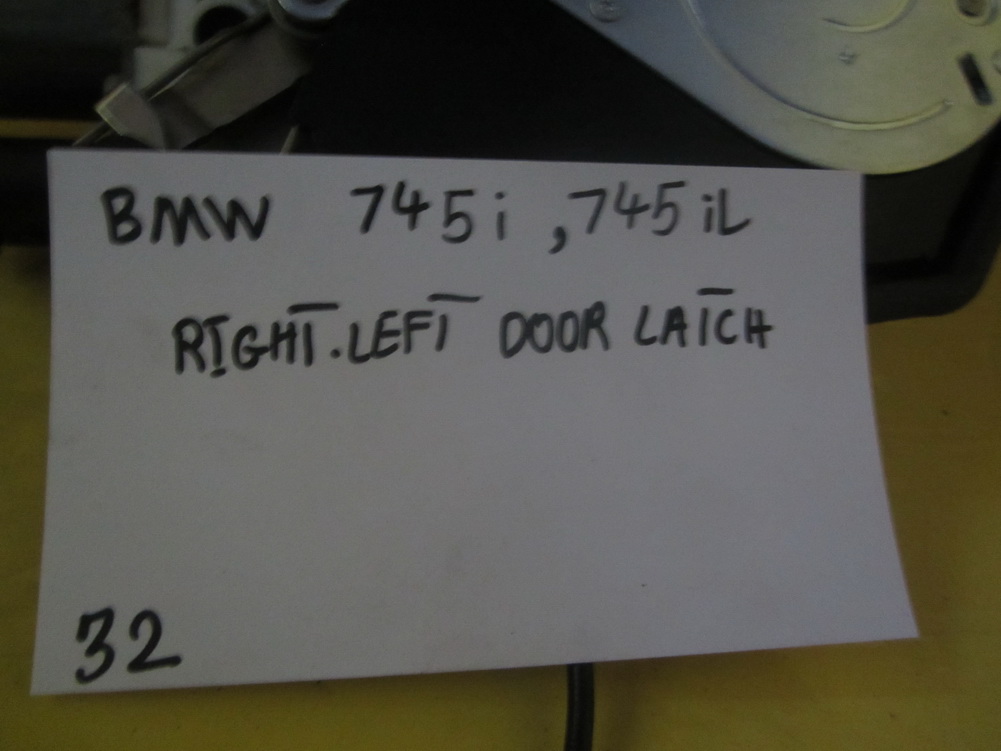 BMW 745i ,745iL
RIGHT.LEFT DOOR LATCH
32